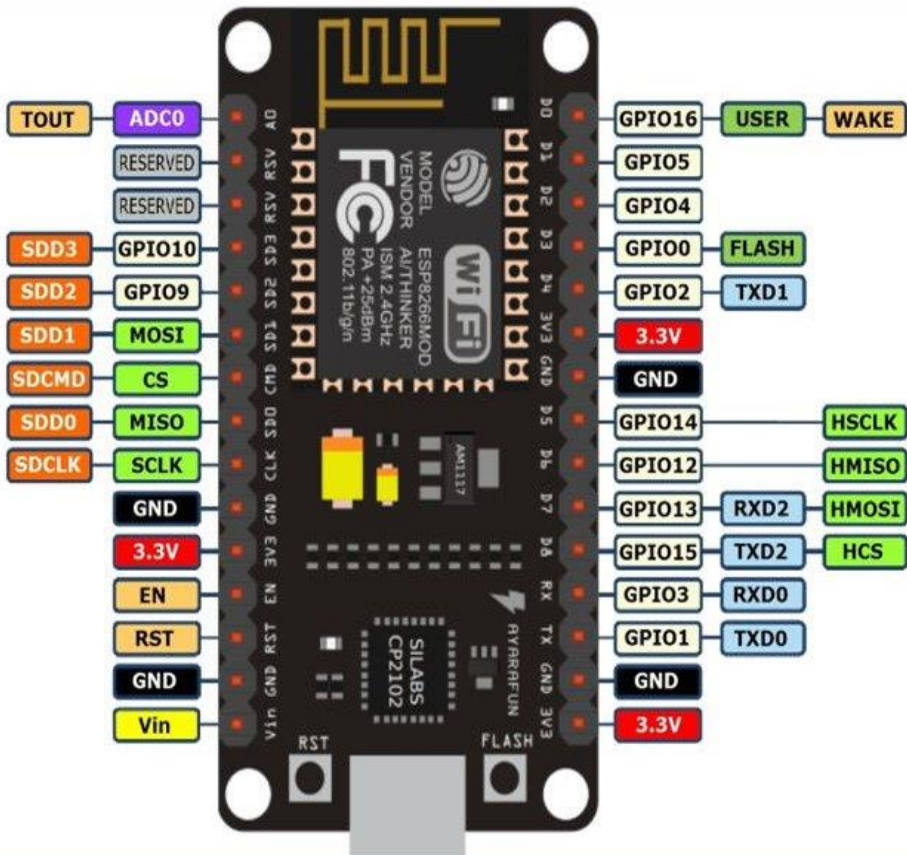 TOUT ADC0 A0 D0 GPIO16 USER WAKE
RESERVED RSV D1 GPIO5
RESERVED RSV D2 GPIO4
SDD3 GPIO10 SD3 D3 GPIO0 FLASH
SDD2 GPIO9 SD2 D4 GPIO2 TXD1
SDD1 MOSI SD1 3V3 3.3V
SDCMD CS CMD GND GND
SDD0 MISO SD0 D5 GPIO14 HSCLK
SDCLK SCLK CLK D6 GPIO12 HMISO
GND GND D7 GPIO13 RXD2 HMOSI
3.3V 3V3 D8 GPIO15 TXD2 HCS
EN EN RX GPIO3 RXD0
RST RST TX GPIO1 TXD0
GND GND GND GND
Vin Vin 3V3 3.3V
MODEL ESP8266MOD
VENDOR AI/THINKER
ISM 2.4GHz
PA +25dBm
802.11b/g/n
FC
Wi Fi
AM1117
SILABS
CP2102
AYARAFUN
RST
FLASH